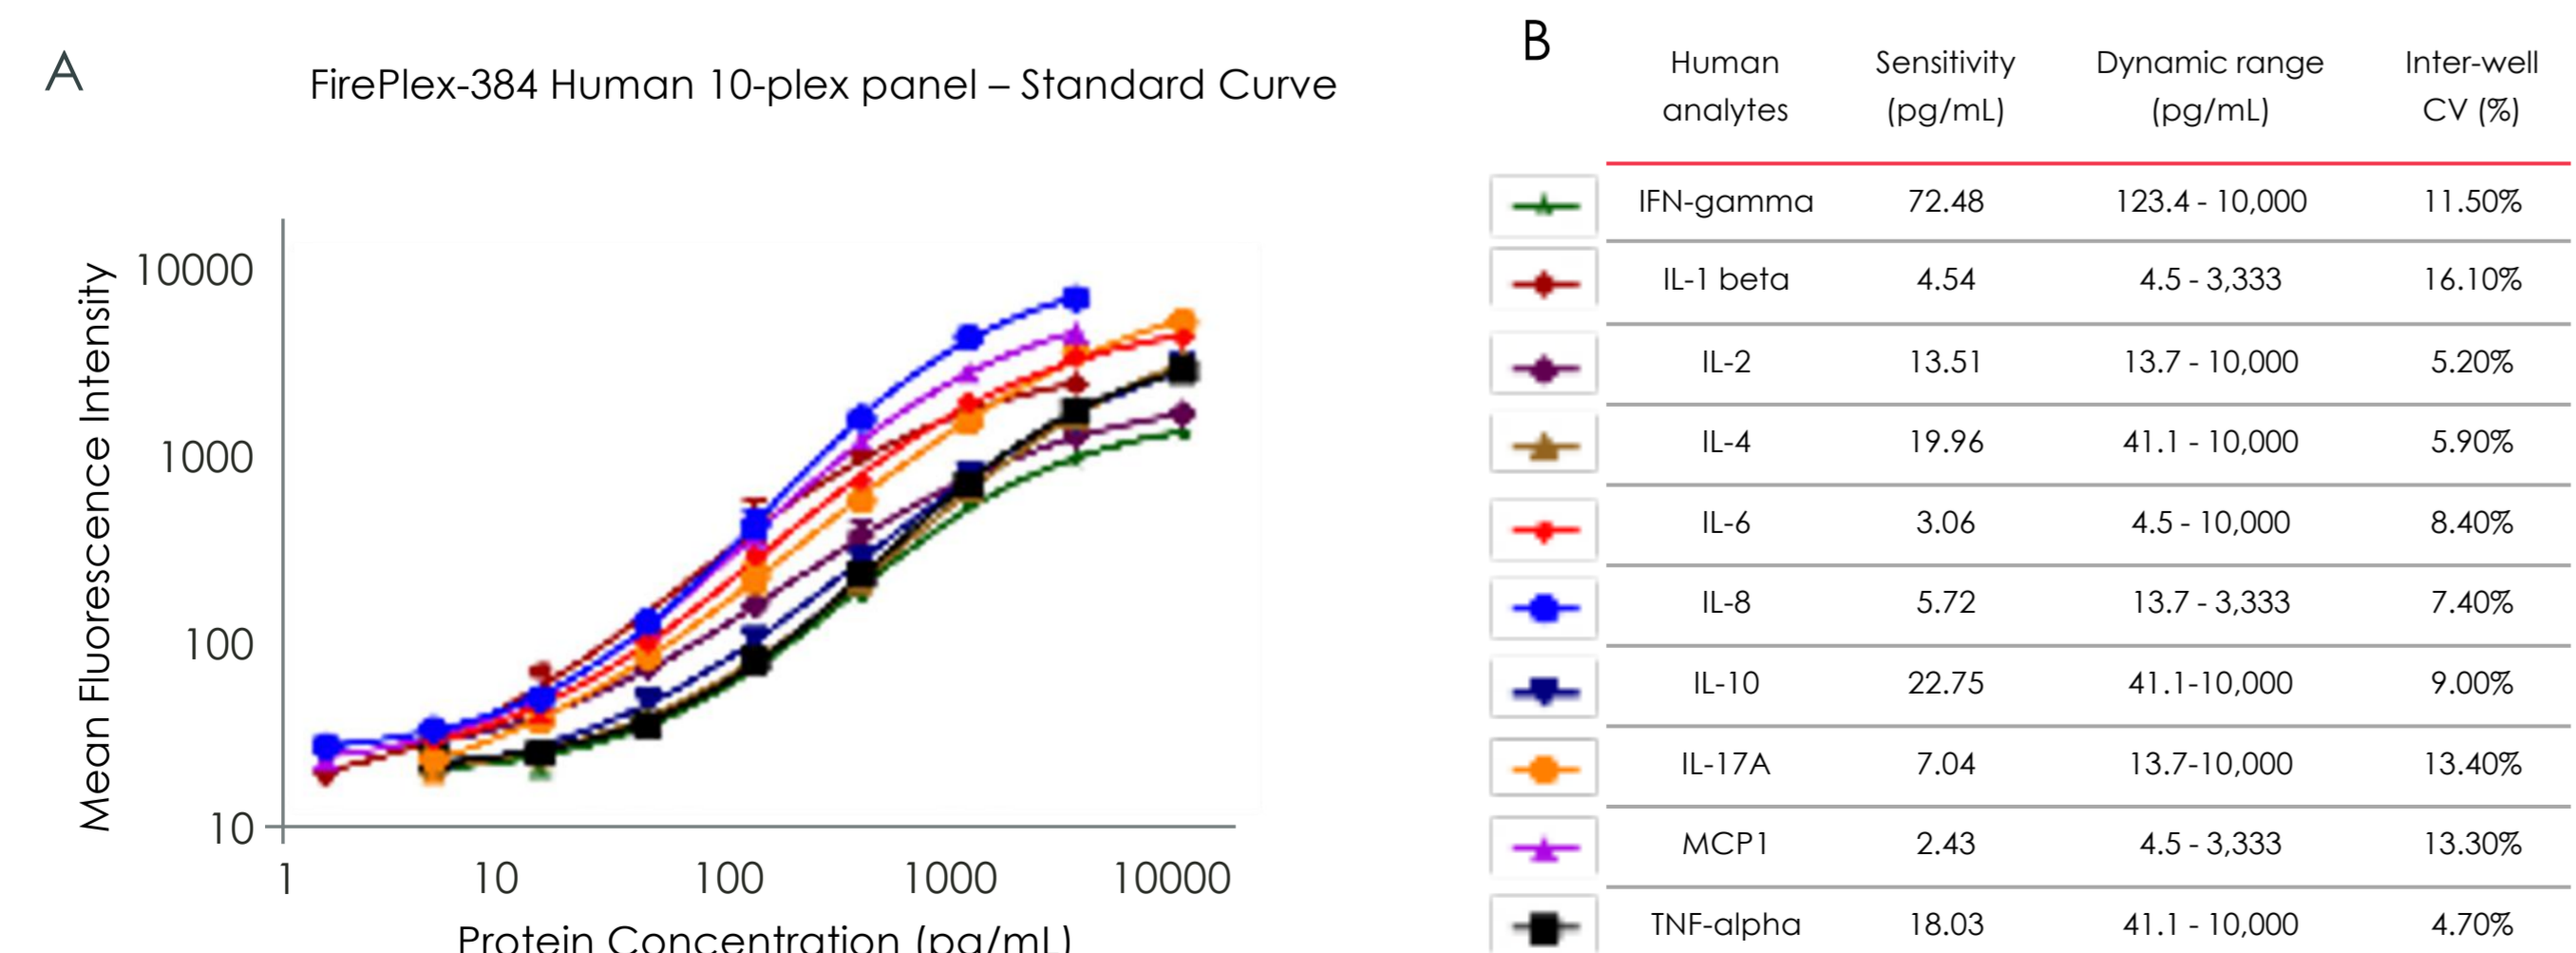 A
FirePlex-384 Human 10-plex panel – Standard Curve
Mean Fluorescence Intensity
10000
1000
100
10
1 10 100 1000 10000
Protein Concentration (pg/mL)
B
Human Sensitivity Dynamic range Inter-well
analytes (pg/mL) (pg/mL) CV (%)
IFN-gamma 72.48 123.4 - 10,000 11.50%
IL-1 beta 4.54 4.5 - 3,333 16.10%
IL-2 13.51 13.7 - 10,000 5.20%
IL-4 19.96 41.1 - 10,000 5.90%
IL-6 3.06 4.5 - 10,000 8.40%
IL-8 5.72 13.7 - 3,333 7.40%
IL-10 22.75 41.1-10,000 9.00%
IL-17A 7.04 13.7-10,000 13.40%
MCP1 2.43 4.5 - 3,333 13.30%
TNF-alpha 18.03 41.1 - 10,000 4.70%